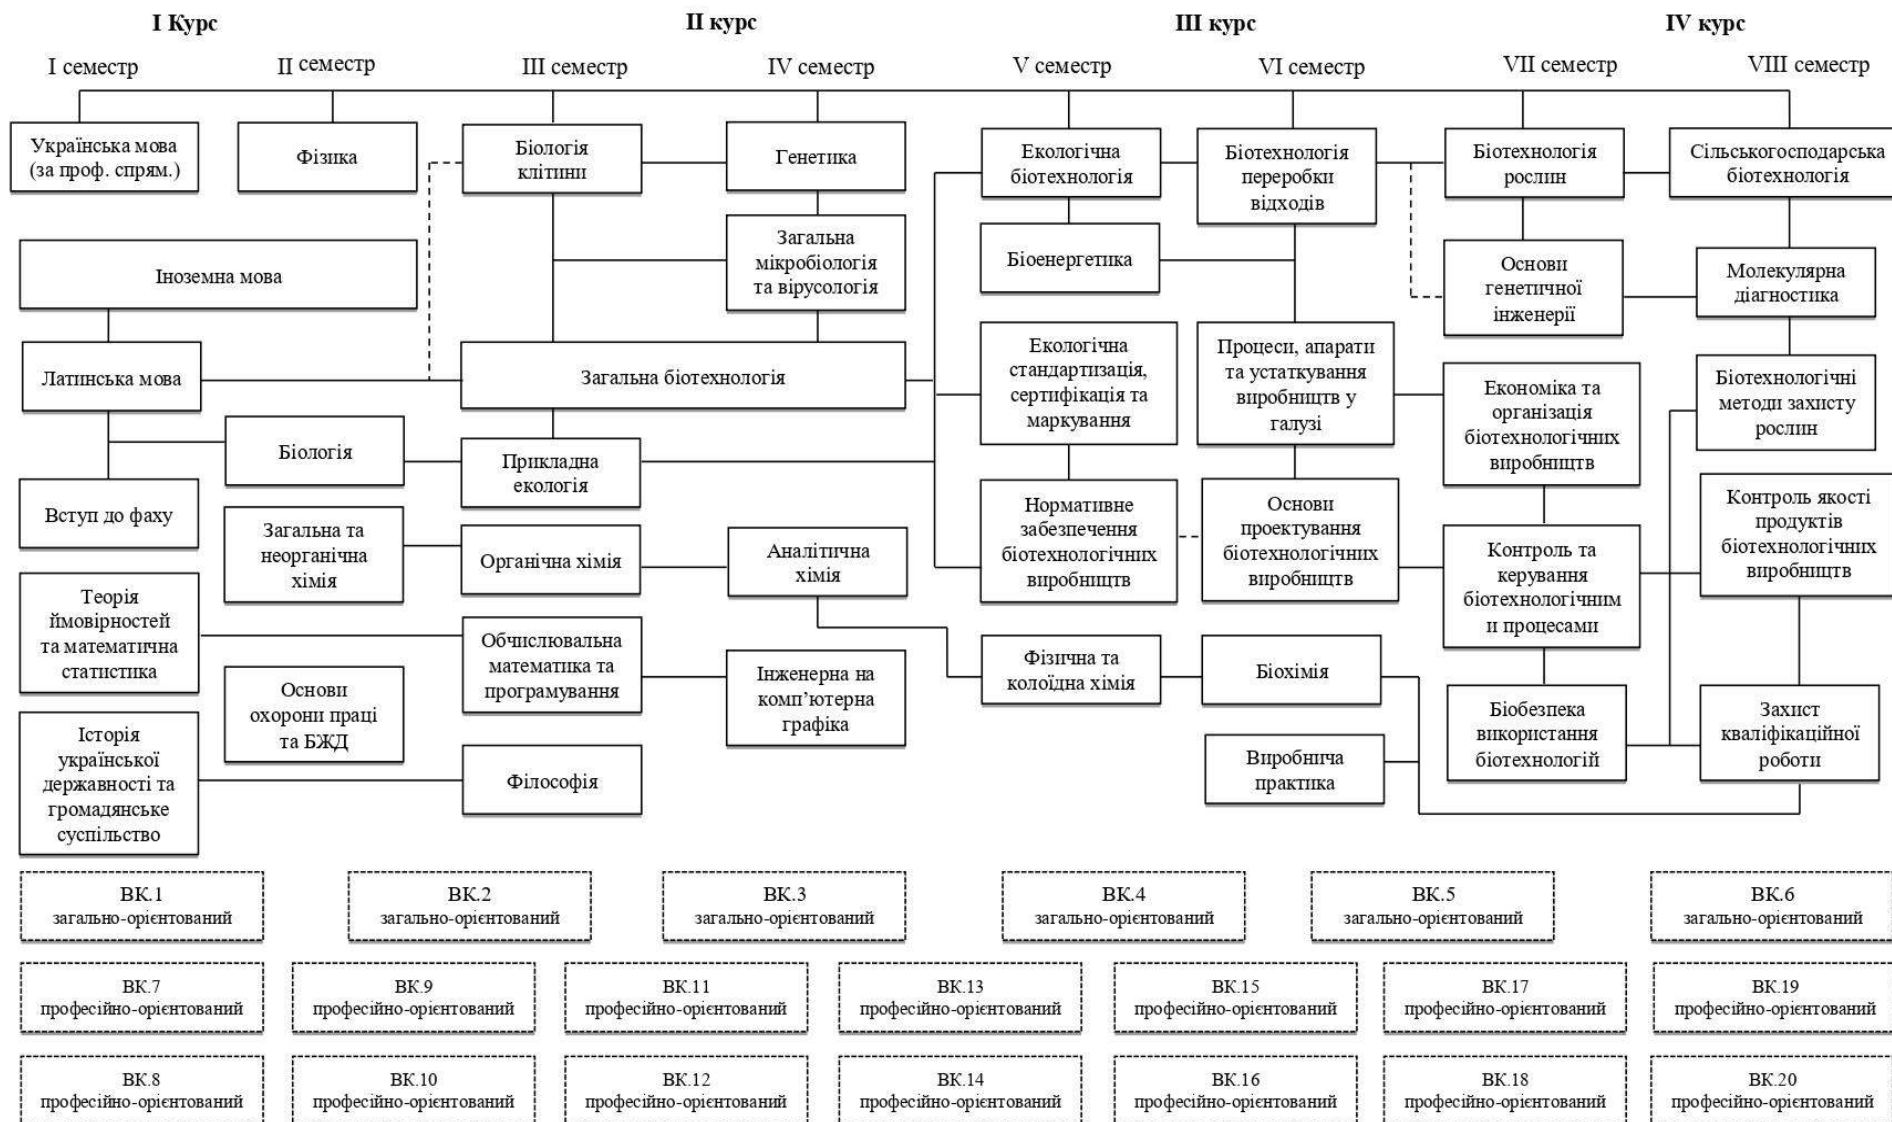 I Курс
II курс
III курс
IV курс
I семестр
II семестр
III семестр
IV семестр
V семестр
VI семестр
VII семестр
VIII семестр
Українська мова
(за проф. спрям.)
Фізика
Біологія
клітини
Генетика
Екологічна
біотехнологія
Біотехнологія
переробки
відходів
Біотехнологія
рослин
Сільськогосподарська
біотехнологія
Іноземна мова
Загальна
мікробіологія
та вірусологія
Біоенергетика
Основи
генетичної
інженерії
Молекулярна
діагностика
Латинська мова
Загальна біотехнологія
Екологічна
стандартизація,
сертифікація та
маркування
Процеси, апарати
та устаткування
виробництв у
галузі
Економіка та
організація
біотехнологічних
виробництв
Біотехнологічні
методи захисту
рослин
Біологія
Прикладна
екологія
Вступ до фаху
Загальна та
неорганічна
хімія
Органічна хімія
Аналітична
хімія
Нормативне
забезпечення
біотехнологічних
виробництв
Основи
проектування
біотехнологічних
виробництв
Контроль та
керування
біотехнологічним
и процесами
Контроль якості
продуктів
біотехнологічних
виробництв
Теорія
ймовірностей
та математична
статистика
Обчислювальна
математика та
програмування
Інженерна на
комп’ютерна
графіка
Фізична та
колоїдна хімія
Біохімія
Основи
охорони праці
та БЖД
Біобезпека
використання
біотехнологій
Захист
кваліфікаційної
роботи
Історія
української
державності та
громадянське
суспільство
Філософія
Виробнича
практика
ВК.1
загально-орієнтований
ВК.2
загально-орієнтований
ВК.3
загально-орієнтований
ВК.4
загально-орієнтований
ВК.5
загально-орієнтований
ВК.6
загально-орієнтований
ВК.7
професійно-орієнтований
ВК.9
професійно-орієнтований
ВК.11
професійно-орієнтований
ВК.13
професійно-орієнтований
ВК.15
професійно-орієнтований
ВК.17
професійно-орієнтований
ВК.19
професійно-орієнтований
ВК.8
професійно-орієнтований
ВК.10
професійно-орієнтований
ВК.12
професійно-орієнтований
ВК.14
професійно-орієнтований
ВК.16
професійно-орієнтований
ВК.18
професійно-орієнтований
ВК.20
професійно-орієнтований